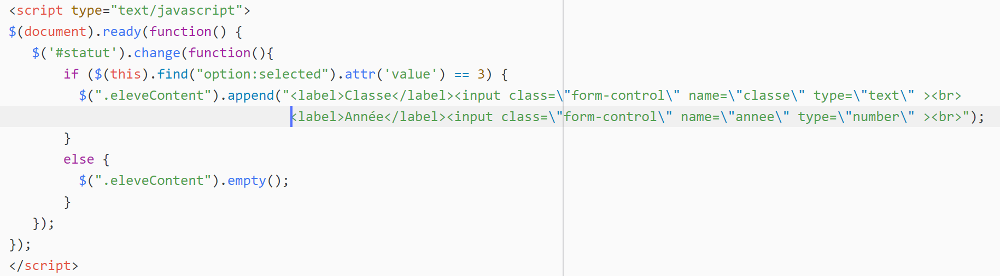 <script type="text/javascript">
$(document).ready(function() {
   $('#statut').change(function(){
       if ($(this).find("option:selected").attr('value') == 3) {
         $(".eleveContent").append("<label>Classe</label><input class=\"form-control\" name=\"classe\" type=\"text\" ><br>
                                    <label>Année</label><input class=\"form-control\" name=\"annee\" type=\"number\" ><br>");
       }
       else {
         $(".eleveContent").empty();
       }
   });
});
</script>